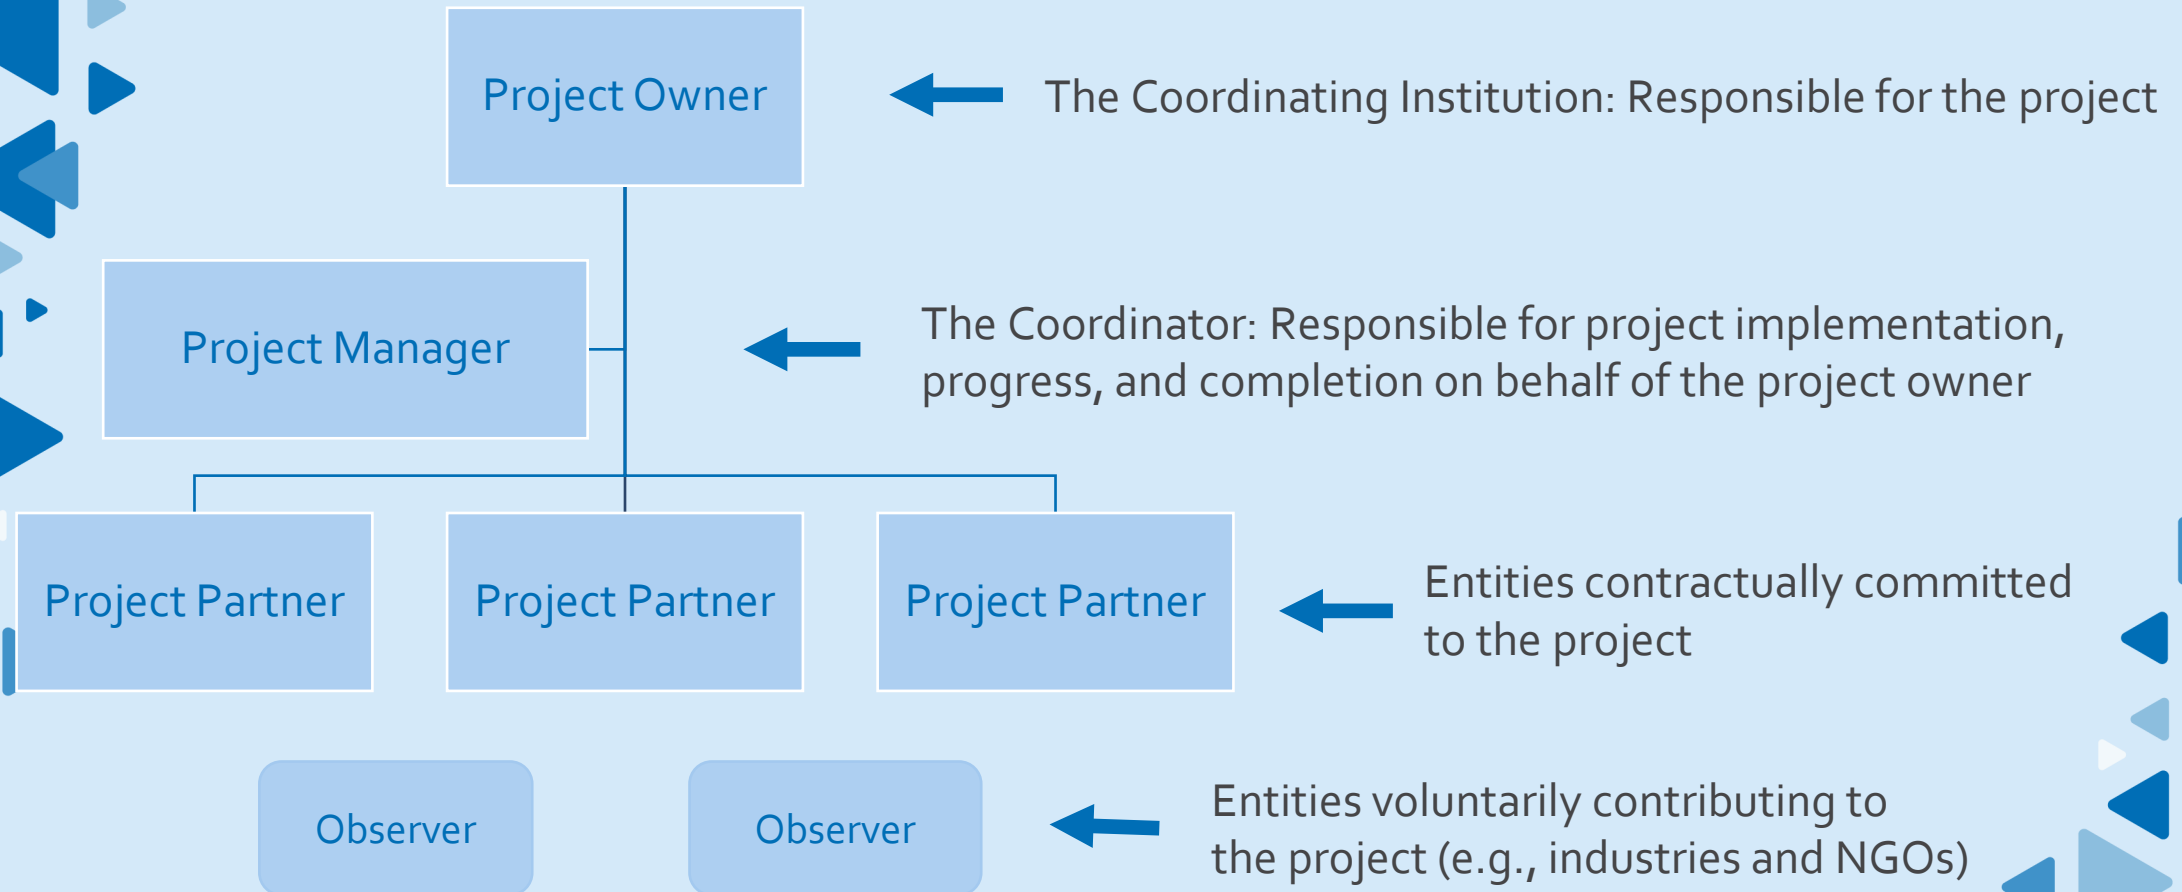 Project Owner
The Coordinating Institution: Responsible for the project
Project Manager
The Coordinator: Responsible for project implementation,
progress, and completion on behalf of the project owner
Project Partner
Project Partner
Project Partner
Entities contractually committed
to the project
Observer
Observer
Entities voluntarily contributing to
the project (e.g., industries and NGOs)